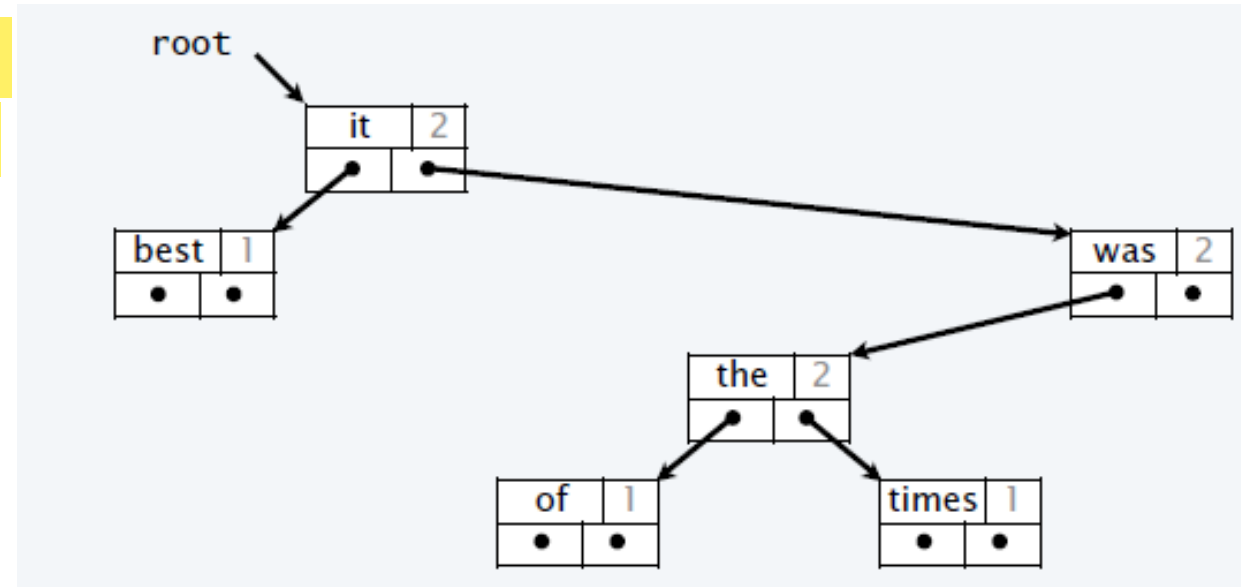 root
it 2
best 1
was 2
the 2
of 1
times 1